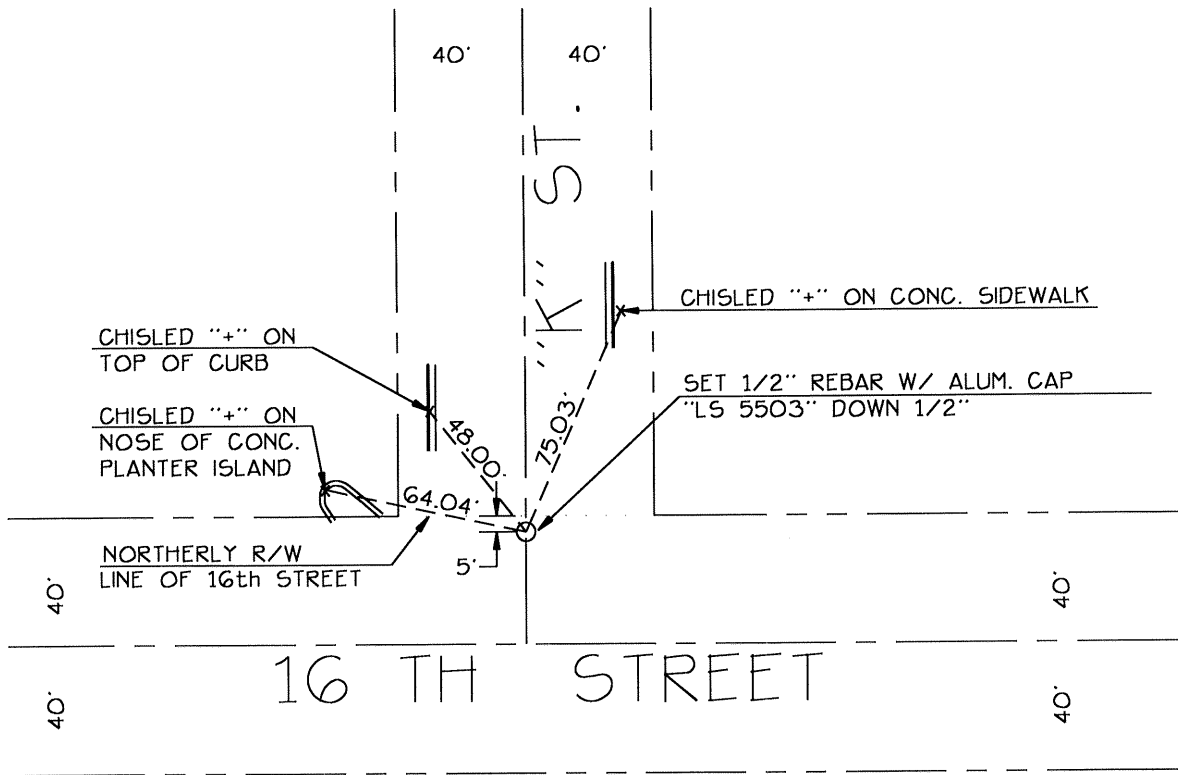 40'
40'
"K" ST.
CHISLED "+" ON CONC. SIDEWALK
CHISLED "+" ON
TOP OF CURB
SET 1/2" REBAR W/ ALUM. CAP
"LS 5503" DOWN 1/2"
CHISLED "+" ON
NOSE OF CONC.
PLANTER ISLAND
48.00'
75.03'
64.04'
NORTHERLY R/W
LINE OF 16th STREET
5'
40'
40'
16 TH STREET
40'
40'